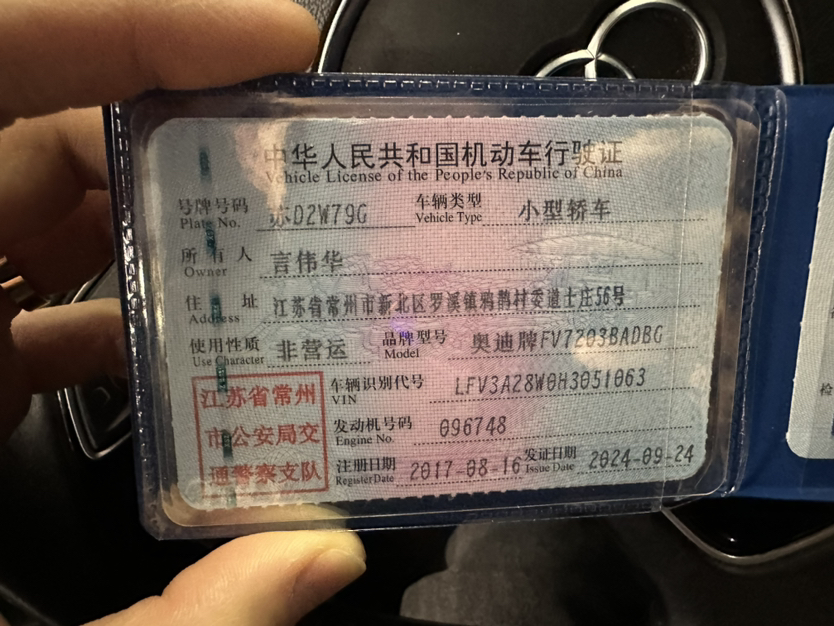 中华人民共和国机动车行驶证
Vehicle License of the People's Republic of China
号牌号码 苏D2W79G 车辆类型 小型轿车
Plate No. Vehicle Type
所有人 言伟华
Owner
住址 江苏省常州市新北区罗溪镇鸦鹊村委道士庄56号
Address
使用性质 非营运 品牌型号 奥迪牌FV7203BADBG
Use Character Model
江苏省常州
市公安局交
通警察支队
车辆识别代号 LFV3A28W0H3051063
VIN
发动机号码 096748
Engine No.
注册日期 2017-08-16 发证日期 2024-09-24
Register Date Issue Date
检